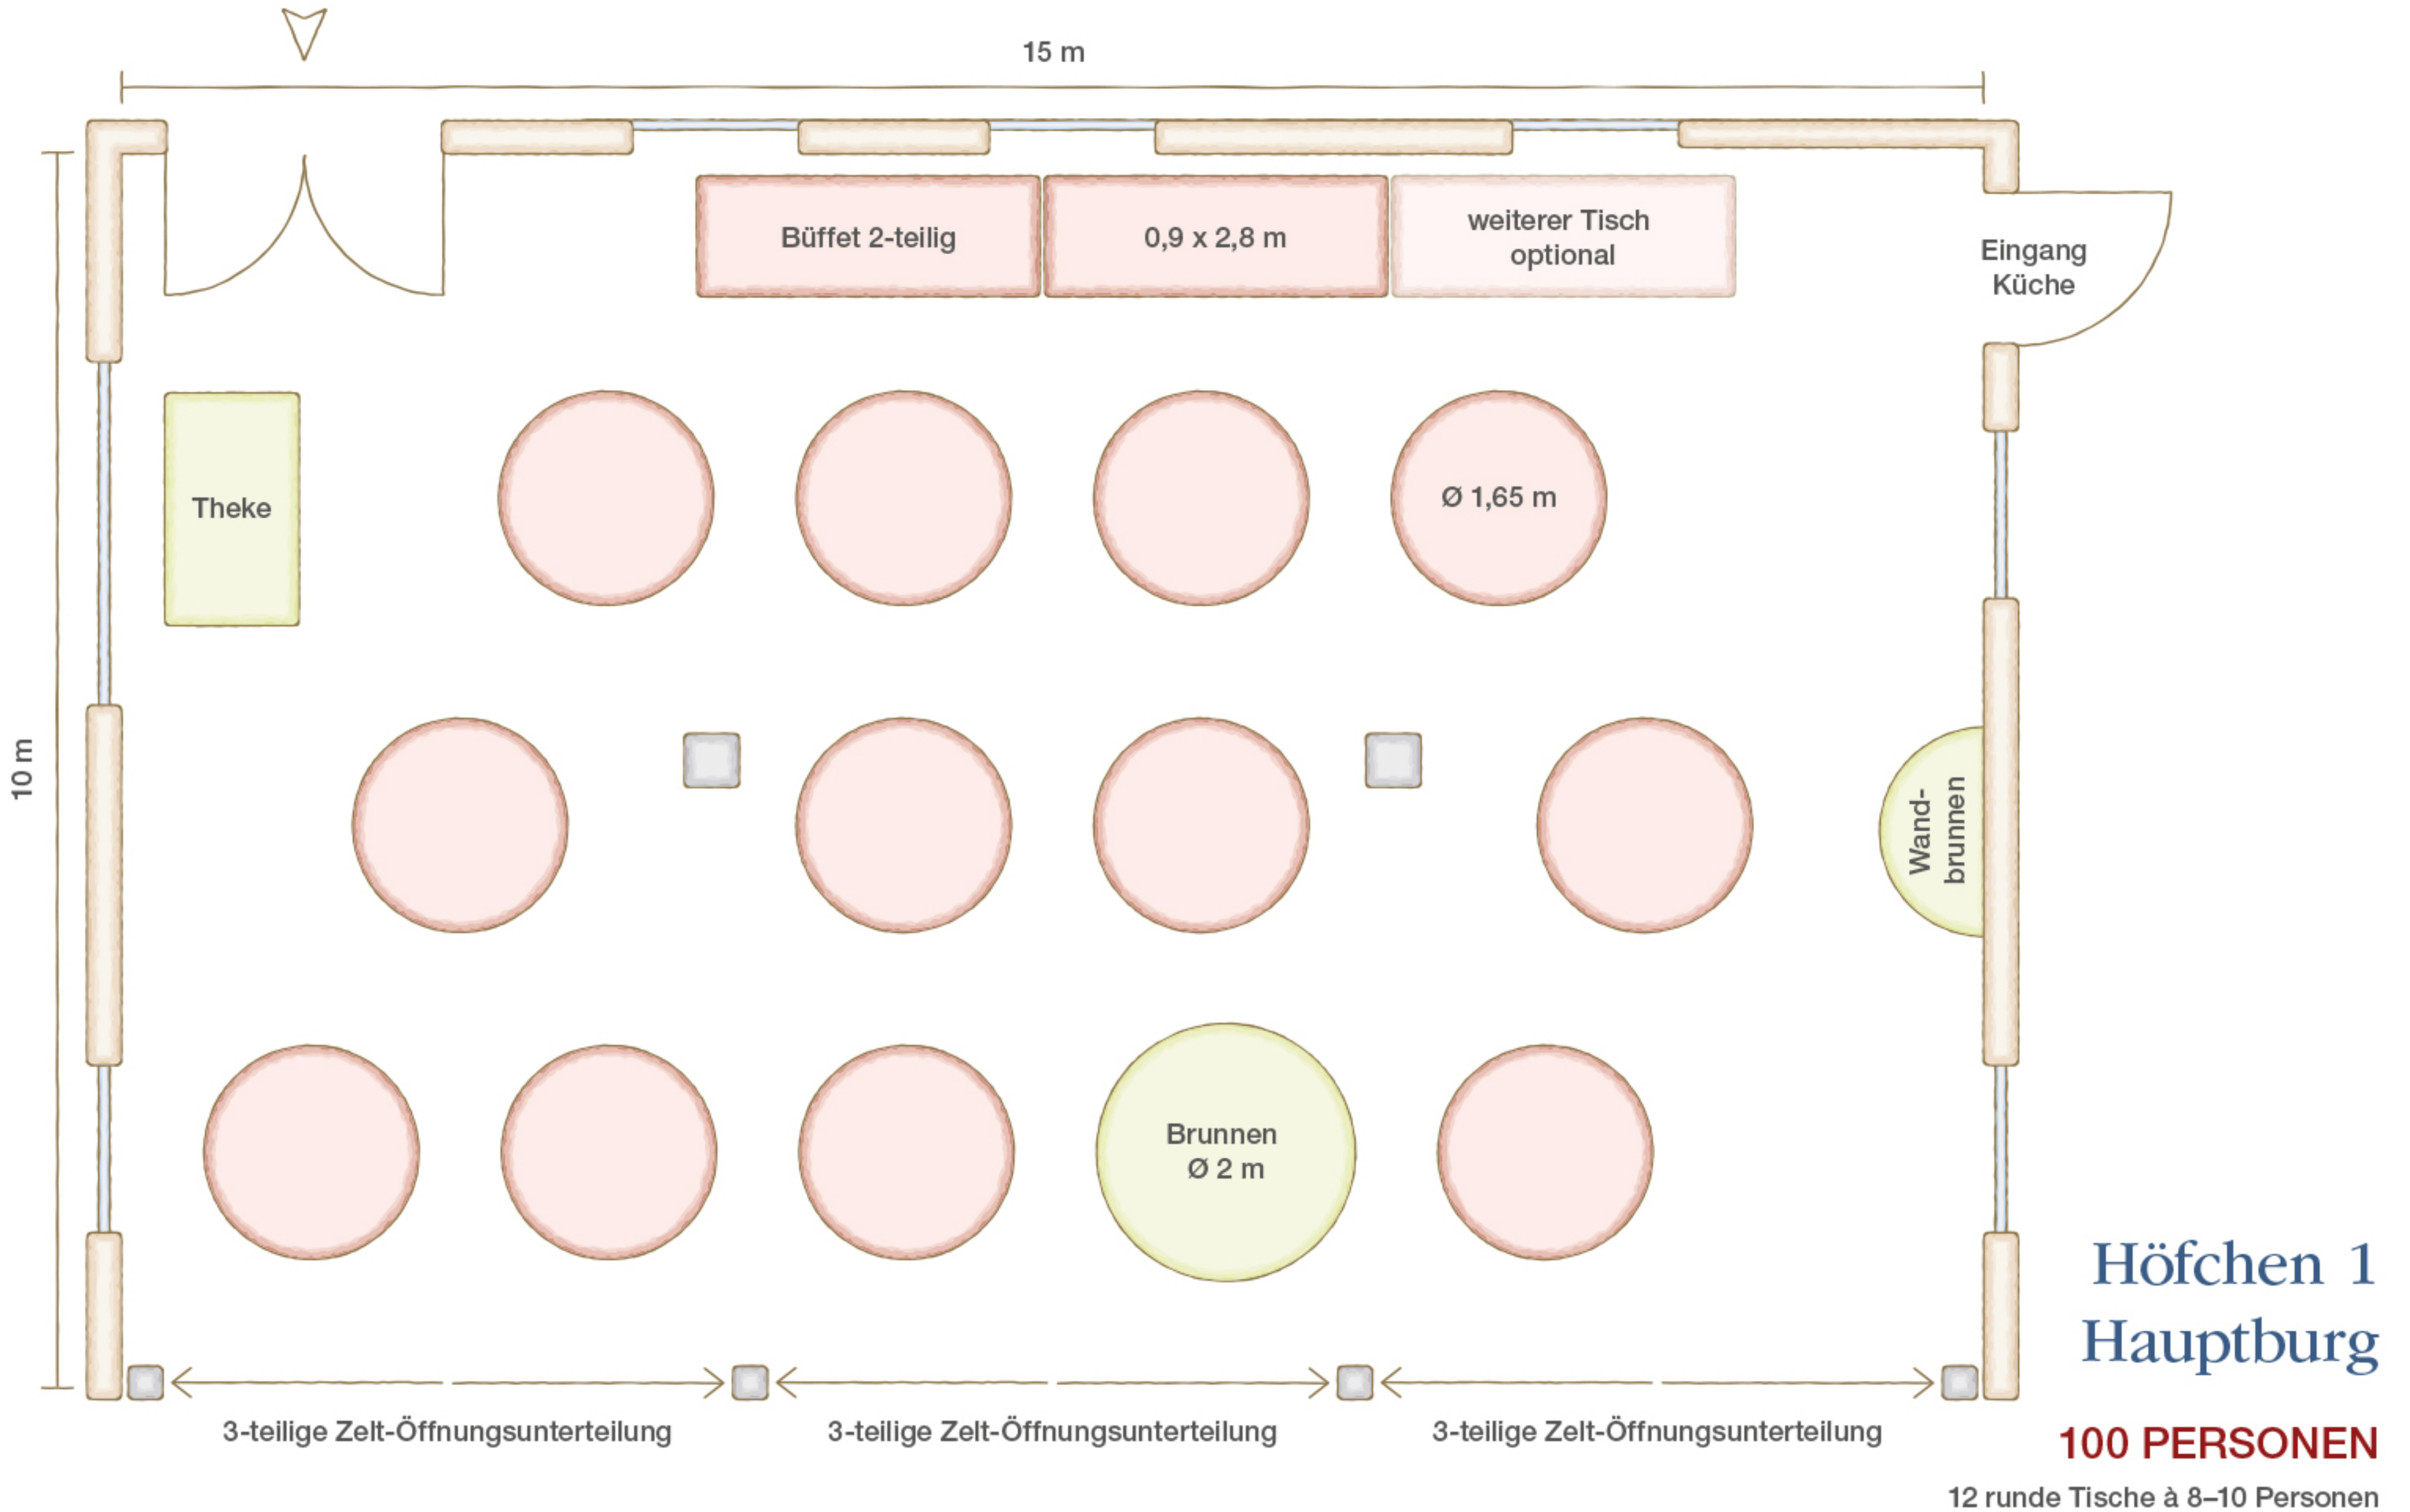 15 m
Büffet 2-teilig
0,9 x 2,8 m
weiterer Tisch
optional
Eingang
Küche
Theke
Ø 1,65 m
10 m
Wand-
brunnen
Brunnen
Ø 2 m
3-teilige Zelt-Öffnungsunterteilung
3-teilige Zelt-Öffnungsunterteilung
3-teilige Zelt-Öffnungsunterteilung
Höfchen 1
Hauptburg
100 PERSONEN
12 runde Tische à 8–10 Personen